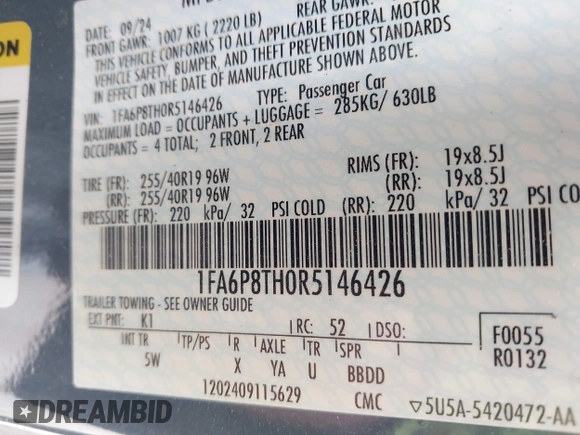 DATE: 09/24
REAR GAWR:
FRONT GAWR: 1007 KG ( 2220 LB)
THIS VEHICLE CONFORMS TO ALL APPLICABLE FEDERAL MOTOR
VEHICLE SAFETY, BUMPER, AND THEFT PREVENTION STANDARDS
IN EFFECT ON THE DATE OF MANUFACTURE SHOWN ABOVE.
VIN: 1FA6P8TH0R5146426 TYPE: Passenger Car
MAXIMUM LOAD = OCCUPANTS + LUGGAGE = 285KG/ 630LB
OCCUPANTS = 4 TOTAL; 2 FRONT, 2 REAR
TIRE (FR): 255/40R19 96W RIMS (FR): 19x8.5J
(RR): 255/40R19 96W (RR): 19x8.5J
PRESSURE (FR): 220 kPa/ 32 PSI COLD (RR): 220 kPa/ 32 PSI CO
1FA6P8TH0R5146426
TRAILER TOWING - SEE OWNER GUIDE
EXT PNT: K1 RC: 52 DSO: F0055
INT TR TP/PS R AXLE TR SPR R0132
5W X YA U BBDD
1202409115629 CMC ▽5U5A-5420472-AA
ON
DREAMBID